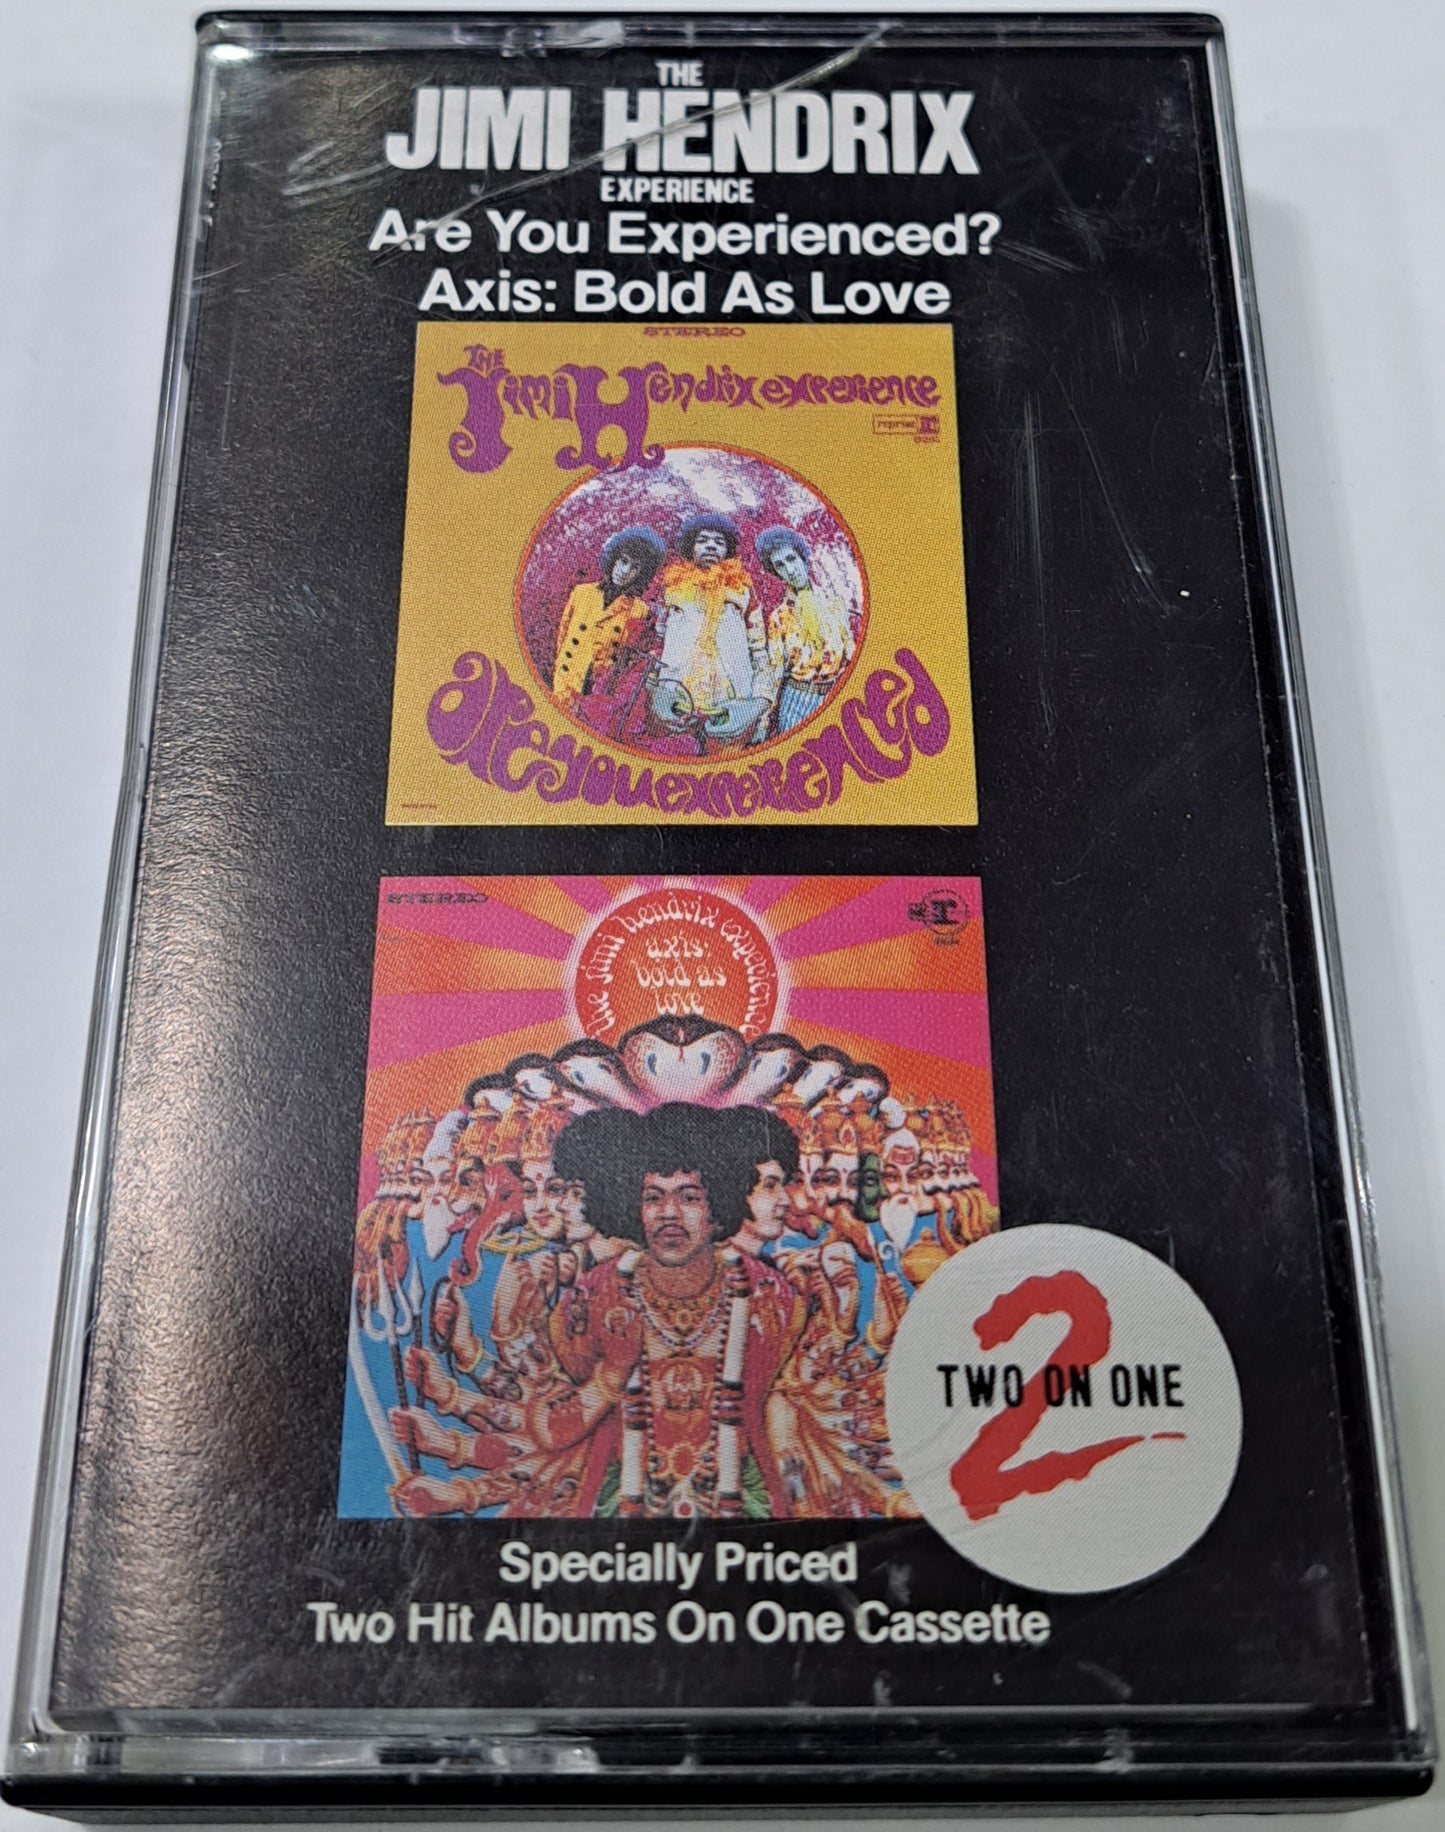 THE
JIMI HENDRIX
EXPERIENCE
Are You Experienced?
Axis: Bold As Love
STEREO
THE
Jimi Hendrix experience
reprise
are you experienced
STEREO
the jimi hendrix experience
axis:
bold as
love
TWO ON ONE
2
Specially Priced
Two Hit Albums On One Cassette